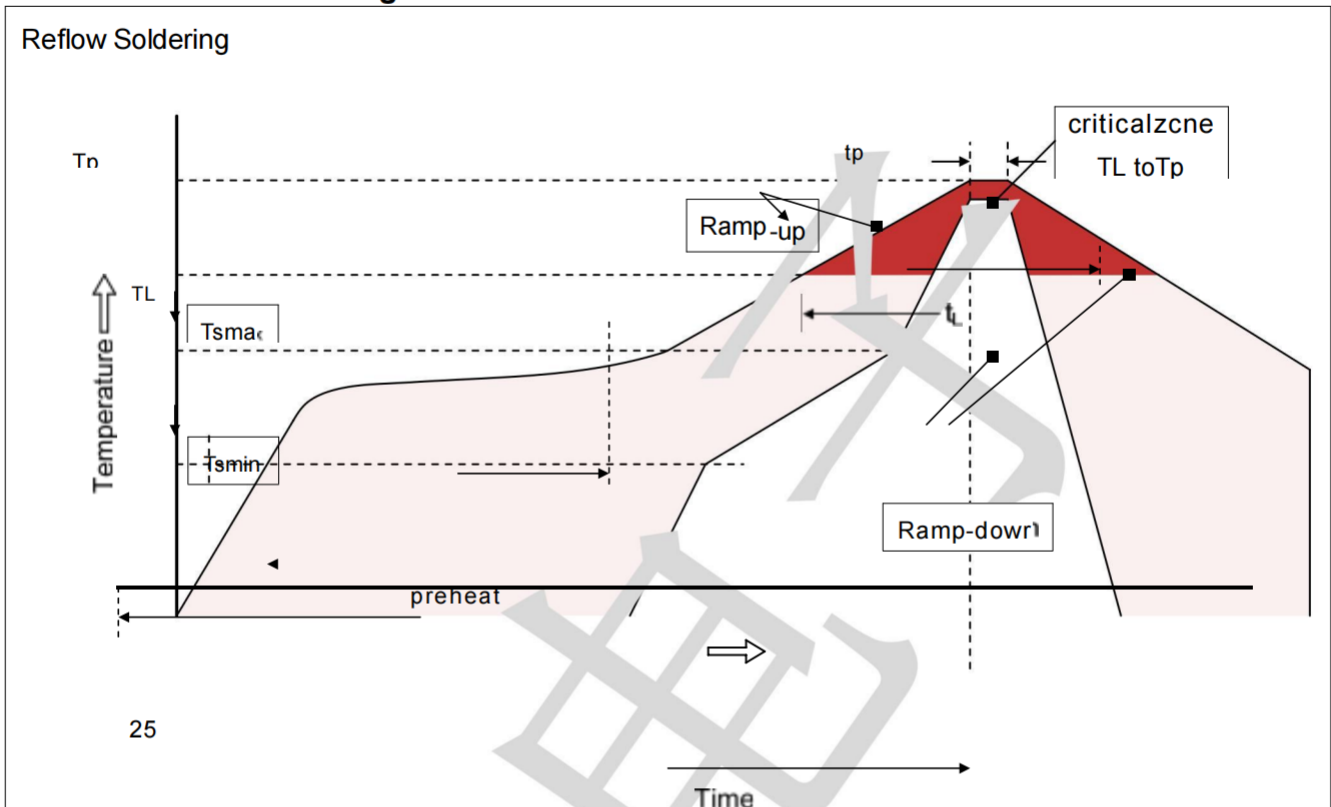 Reflow Soldering
criticalzcne
TL toTp
Tp
tp
Ramp-up
TL
tL
Tsma
Tsmin
Temperature
Ramp-dowr
preheat
25
Time